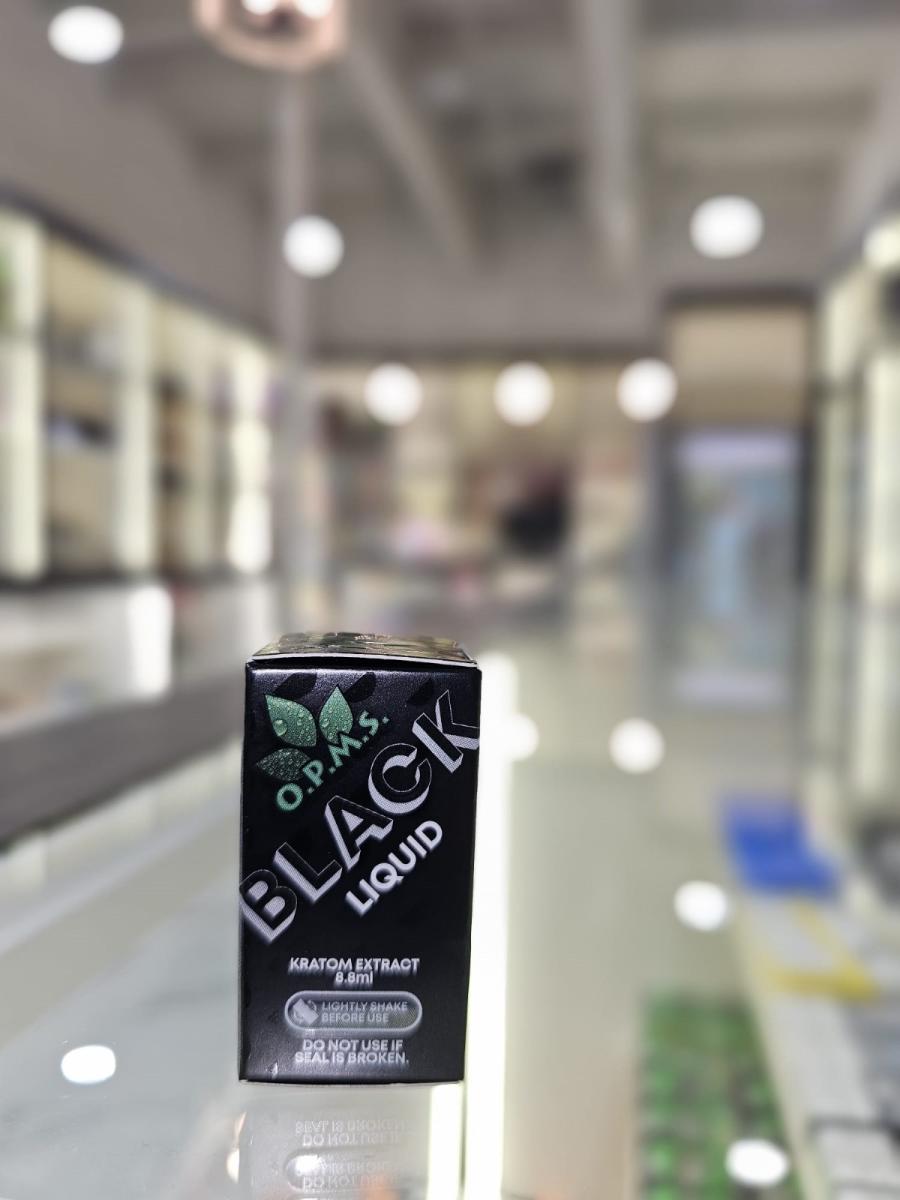 O.P.M.S.
BLACK
LIQUID
KRATOM EXTRACT
8.8ml
LIGHTLY SHAKE
BEFORE USE
DO NOT USE IF
SEAL IS BROKEN.